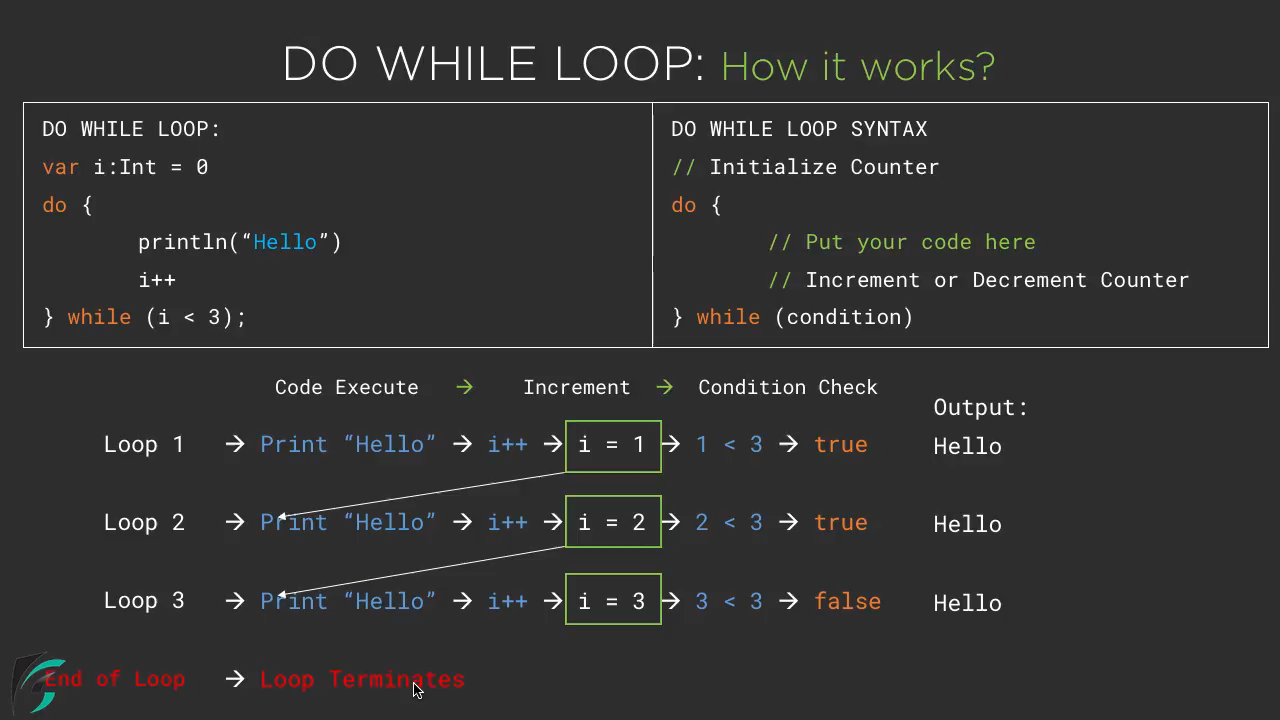 DO WHILE LOOP: How it works?
DO WHILE LOOP:
var i:Int = 0
do {
println(“Hello”)
i++
} while (i < 3);
DO WHILE LOOP SYNTAX
// Initialize Counter
do {
// Put your code here
// Increment or Decrement Counter
} while (condition)
Code Execute → Increment → Condition Check
Output:
Loop 1 → Print “Hello” → i++ → i = 1 → 1 < 3 → true Hello
Loop 2 → Print “Hello” → i++ → i = 2 → 2 < 3 → true Hello
Loop 3 → Print “Hello” → i++ → i = 3 → 3 < 3 → false Hello
End of Loop → Loop Terminates